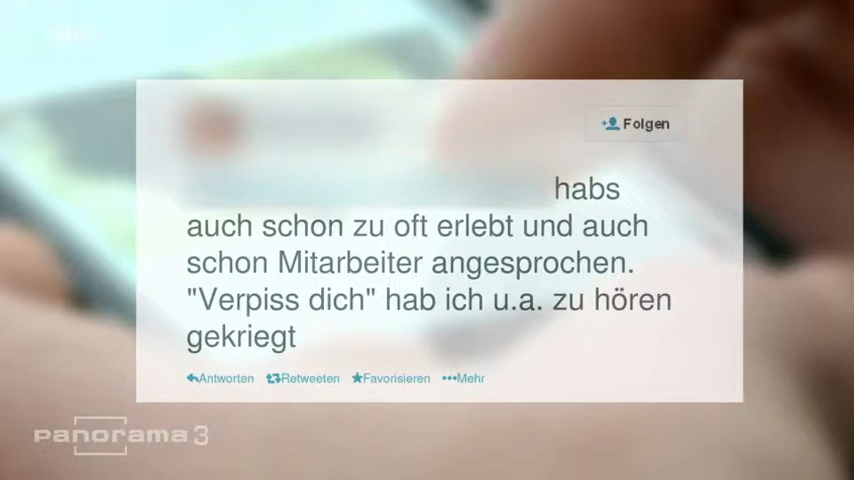 Folgen
habs
auch schon zu oft erlebt und auch
schon Mitarbeiter angesprochen.
"Verpiss dich" hab ich u.a. zu hören
gekriegt
Antworten Retweeten Favorisieren •••Mehr
panorama 3